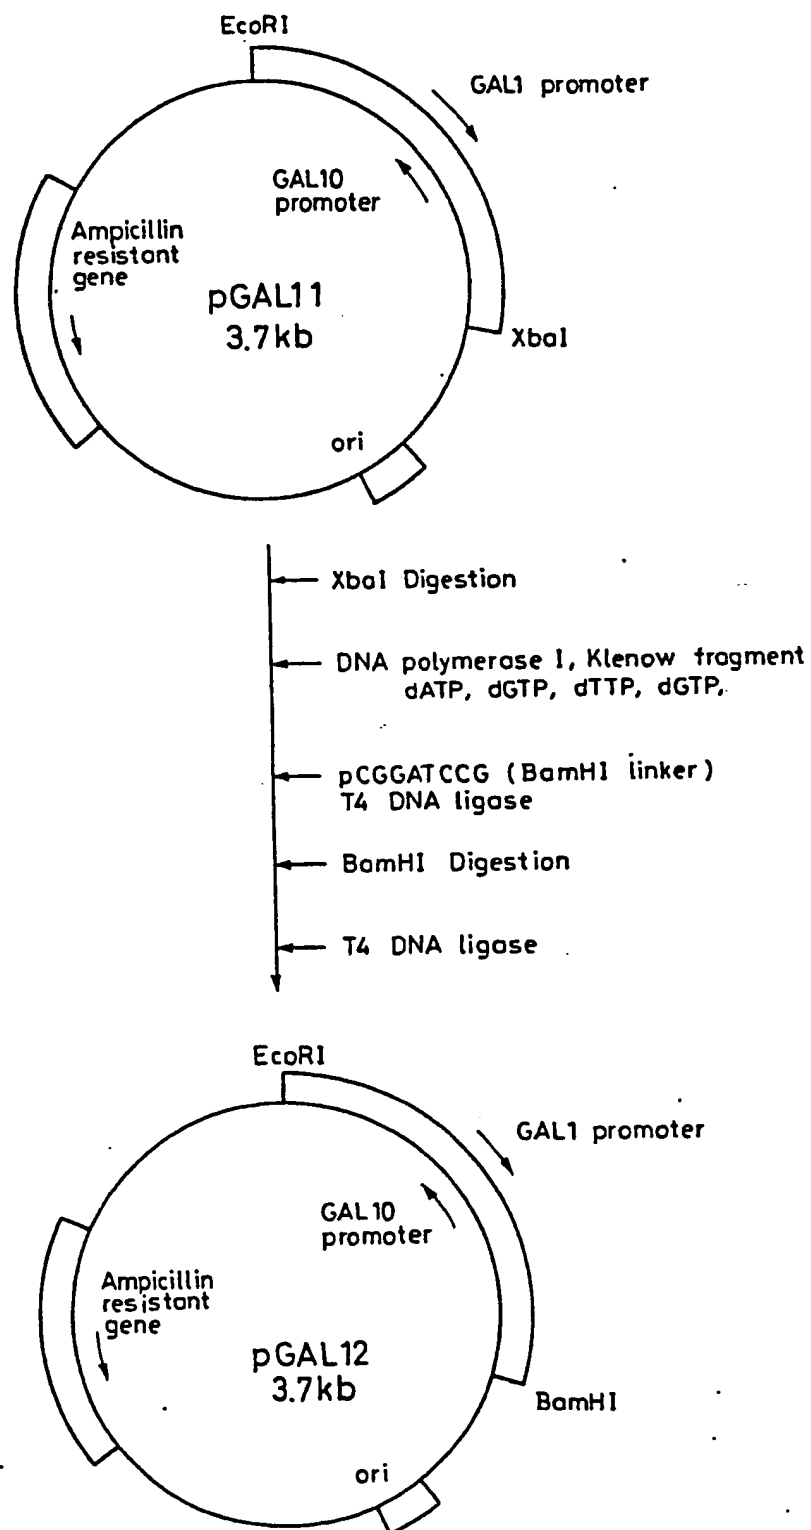 EcoRI
GAL1 promoter
GAL10
promoter
Ampicillin
resistant
gene
pGAL11
3.7kb
XbaI
ori
XbaI Digestion
DNA polymerase I, Klenow fragment
dATP, dGTP, dTTP, dGTP,
pCGGATCCG (BamHI linker)
T4 DNA ligase
BamHI Digestion
T4 DNA ligase
EcoRI
GAL1 promoter
GAL10
promoter
Ampicillin
resistant
gene
pGAL12
3.7kb
BamHI
ori